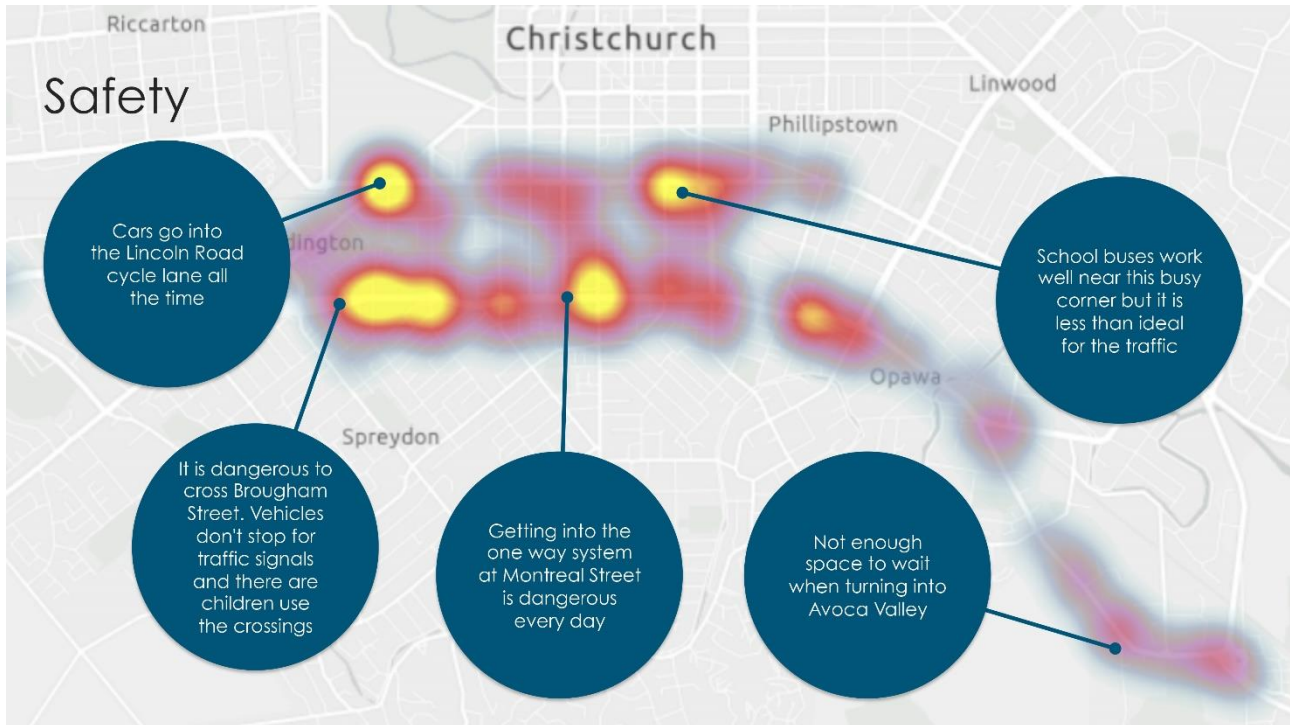 Riccarton
Christchurch
Linwood
Safety
Phillipstown
Cars go into
the Lincoln Road
cycle lane all
the time
dington
School buses work
well near this busy
corner but it is
less than ideal
for the traffic
Opawa
Spreydon
It is dangerous to
cross Brougham
Street. Vehicles
don't stop for
traffic signals
and there are
children use
the crossings
Getting into the
one way system
at Montreal Street
is dangerous
every day
Not enough
space to wait
when turning into
Avoca Valley